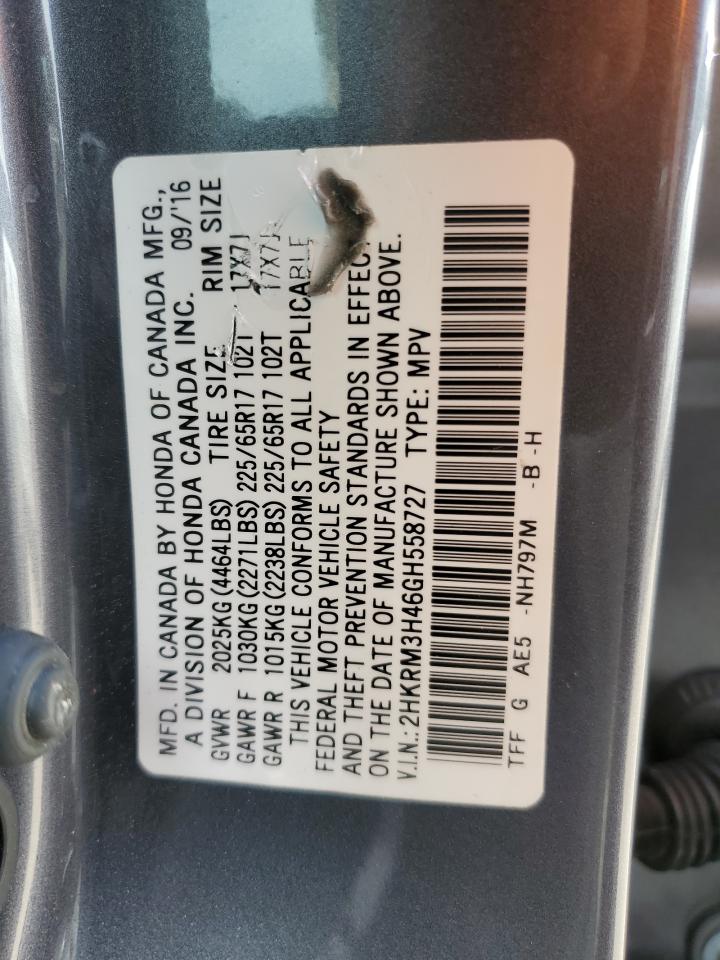 MFD. IN CANADA BY HONDA OF CANADA MFG.,
A DIVISION OF HONDA CANADA INC. 09/'16
GVWR 2025KG(4464LBS) TIRE SIZE RIM SIZE
GAWR F 1030KG(2271LBS) 225/65R17 102T 17X7J
GAWR R 1015KG(2238LBS) 225/65R17 102T 17X7J
THIS VEHICLE CONFORMS TO ALL APPLICABLE
FEDERAL MOTOR VEHICLE SAFETY
AND THEFT PREVENTION STANDARDS IN EFFECT
ON THE DATE OF MANUFACTURE SHOWN ABOVE.
V.I.N.: 2HKRM3H46GH558727 TYPE: MPV
TFF G AE5 -NH797M -B -H